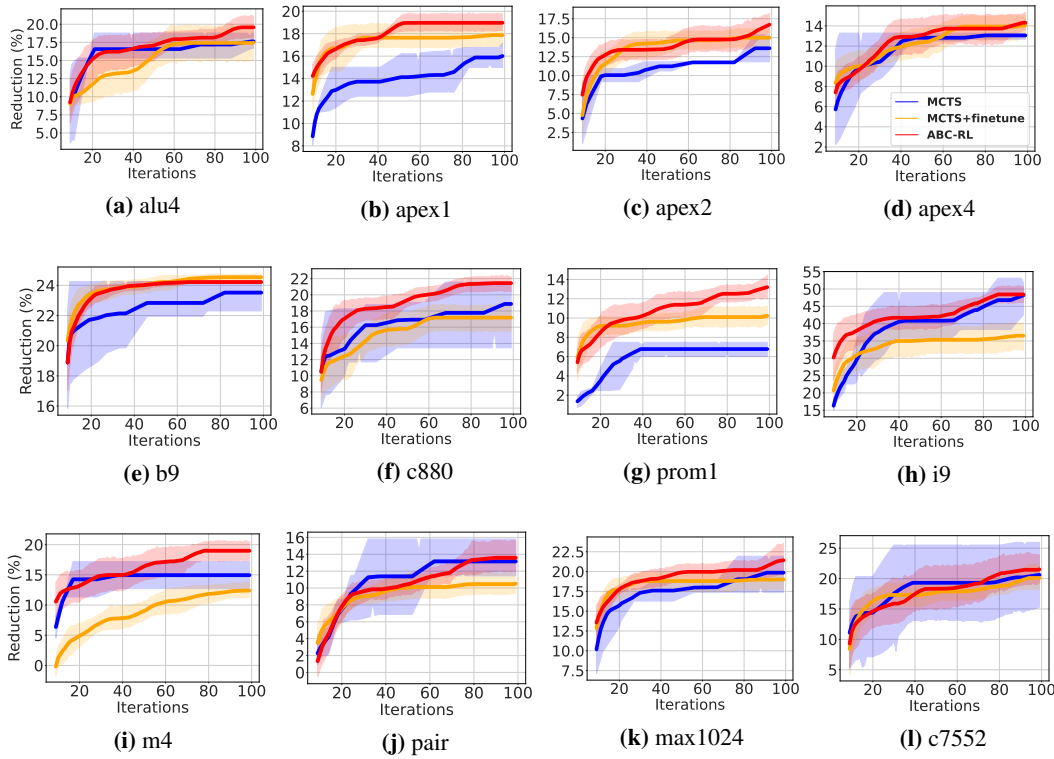 Reduction (%)
20.0
17.5
15.0
12.5
10.0
7.5
5.0
20 40 60 80 100
Iterations
(a) alu4
20
18
16
14
12
10
8
20 40 60 80 100
Iterations
(b) apex1
17.5
15.0
12.5
10.0
7.5
5.0
2.5
20 40 60 80 100
Iterations
(c) apex2
14
12
10
8
6
4
2
MCTS
MCTS+finetune
ABC-RL
20 40 60 80 100
Iterations
(d) apex4
Reduction (%)
24
22
20
18
16
20 40 60 80 100
Iterations
(e) b9
22
20
18
16
14
12
10
8
6
20 40 60 80 100
Iterations
(f) c880
14
12
10
8
6
4
2
20 40 60 80 100
Iterations
(g) prom1
55
50
45
40
35
30
25
20
15
20 40 60 80 100
Iterations
(h) i9
Reduction (%)
20
15
10
5
0
20 40 60 80 100
Iterations
(i) m4
16
14
12
10
8
6
4
2
0
20 40 60 80 100
Iterations
(j) pair
22.5
20.0
17.5
15.0
12.5
10.0
7.5
20 40 60 80 100
Iterations
(k) max1024
25
20
15
10
5
20 40 60 80 100
Iterations
(l) c7552